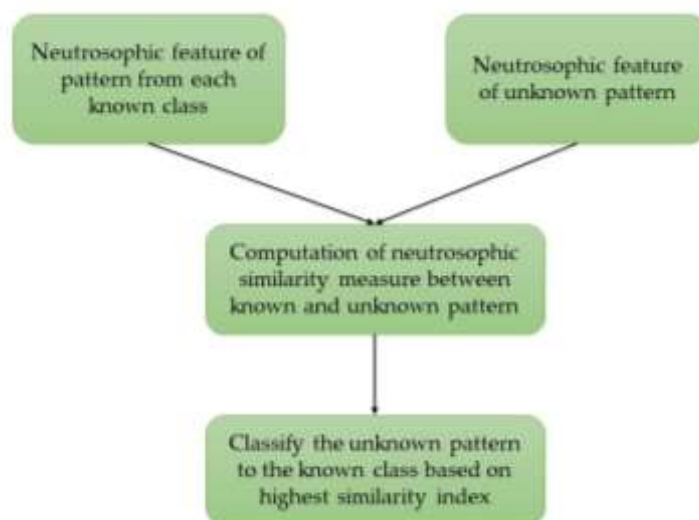 Neutrosophic feature of
pattern from each
known class
Neutrosophic feature
of unknown pattern
Computation of neutrosophic
similarity measure between
known and unknown pattern
Classify the unknown pattern
to the known class based on
highest similarity index